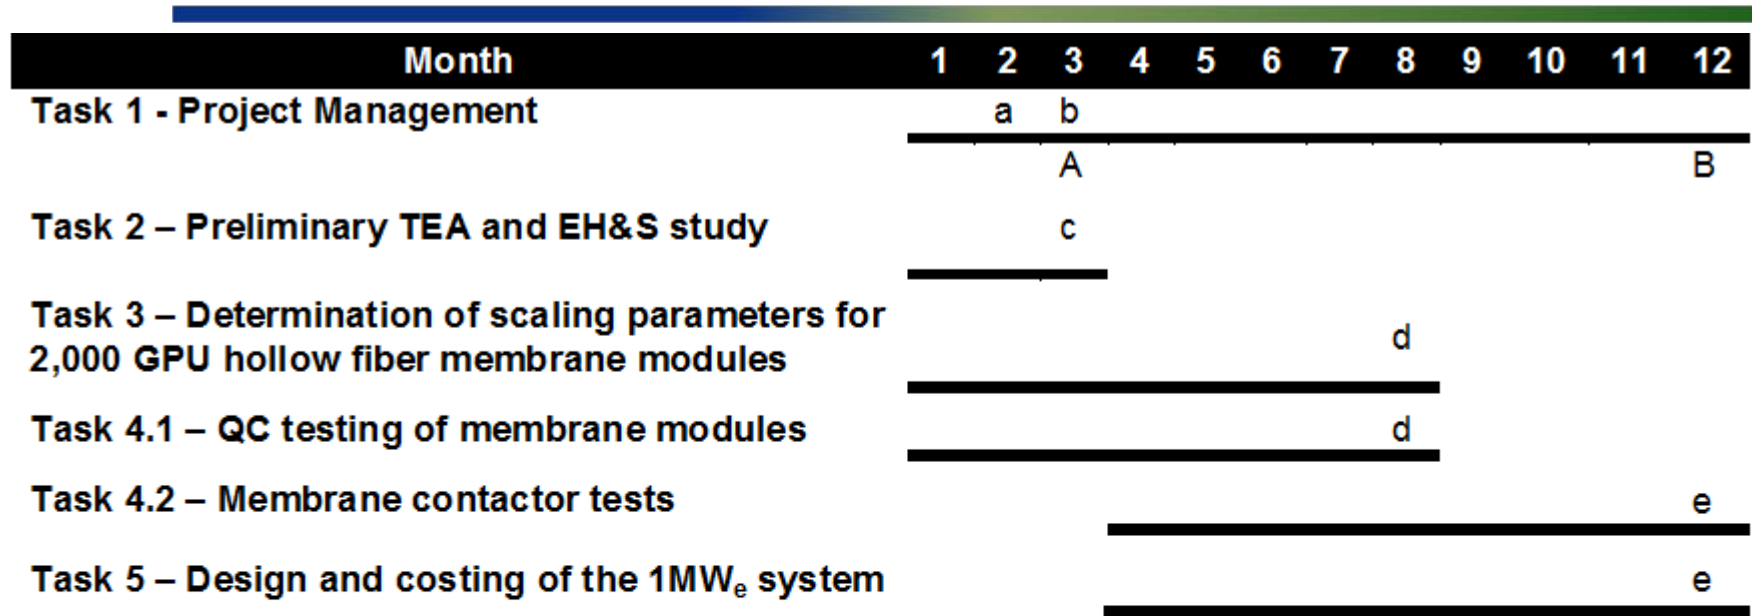 Month 1 2 3 4 5 6 7 8 9 10 11 12
Task 1 - Project Management a b
A B
Task 2 – Preliminary TEA and EH&S study c
Task 3 – Determination of scaling parameters for
2,000 GPU hollow fiber membrane modules d
Task 4.1 – QC testing of membrane modules d
Task 4.2 – Membrane contactor tests e
Task 5 – Design and costing of the 1MWₑ system e